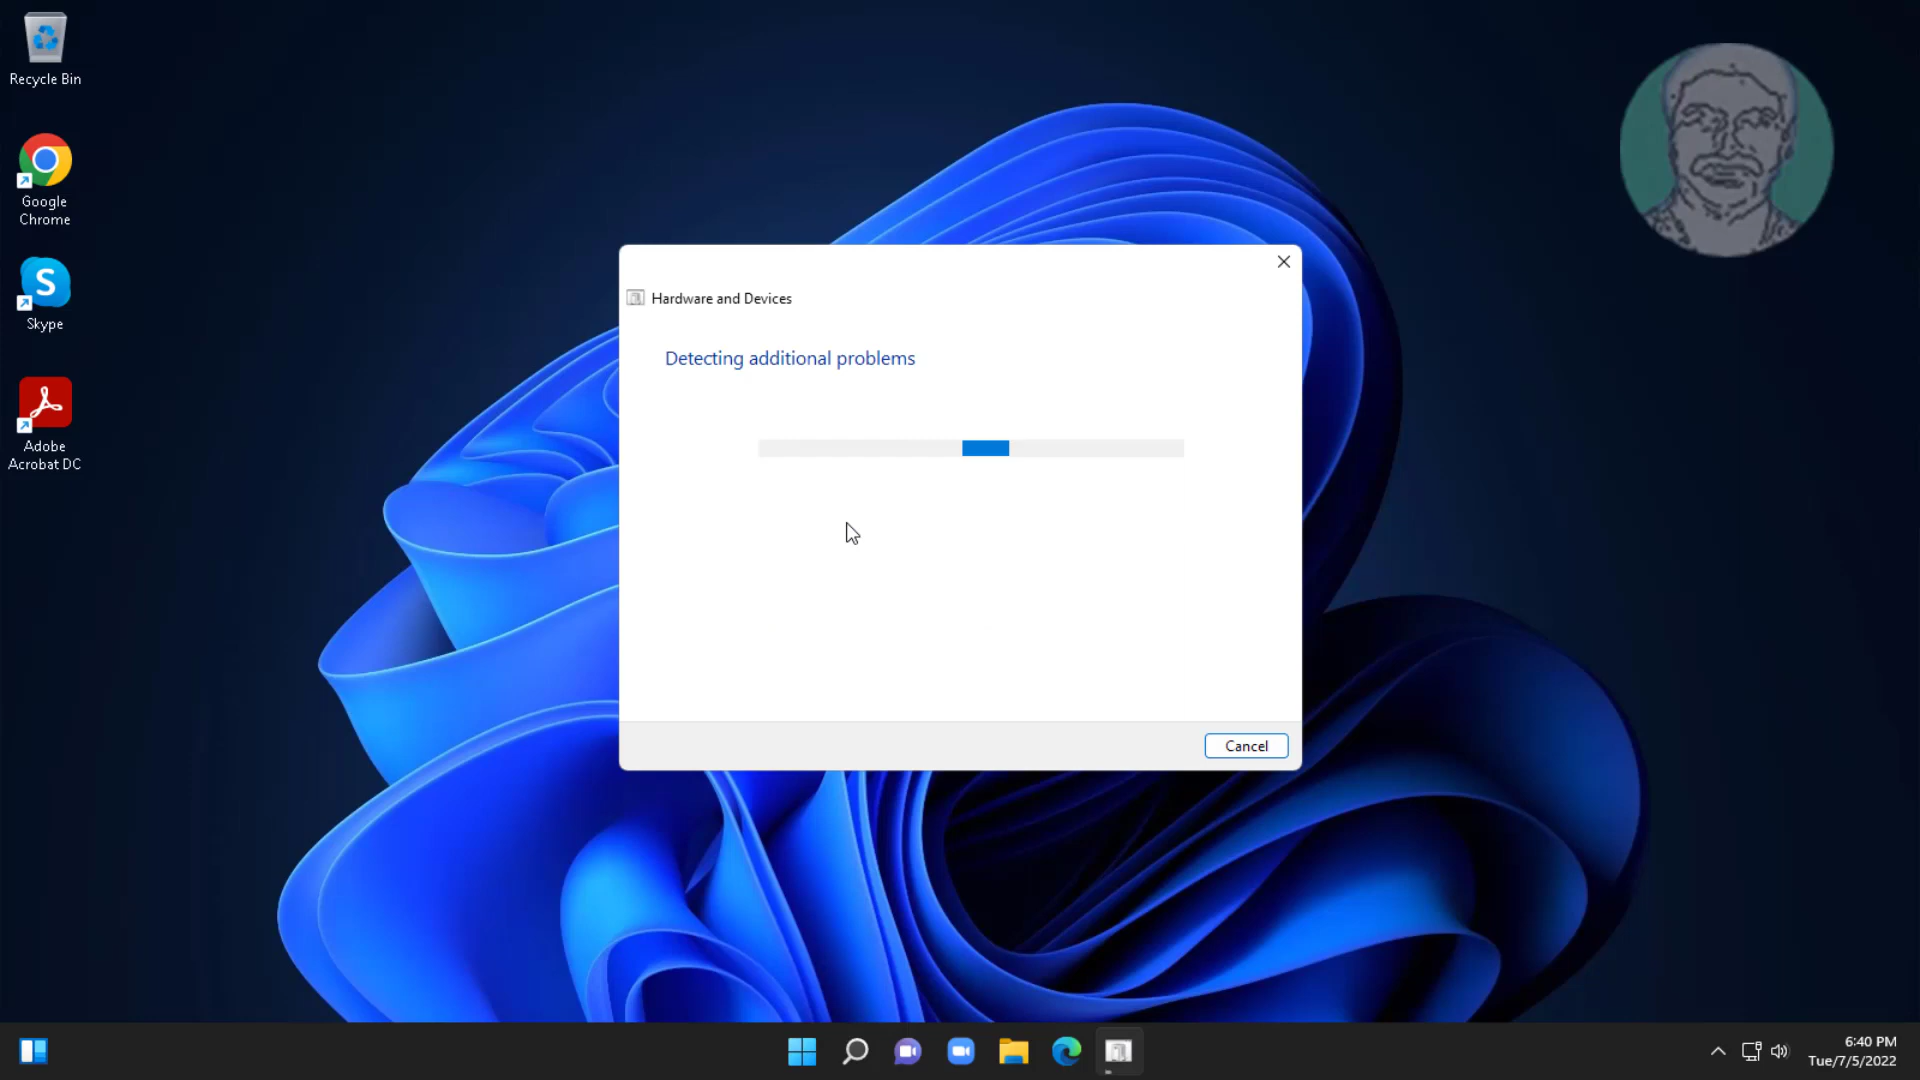 Recycle Bin
Google
Chrome
S
Skype
Adobe
Acrobat DC
Hardware and Devices
Detecting additional problems
Cancel
6:40 PM
Tue/7/5/2022